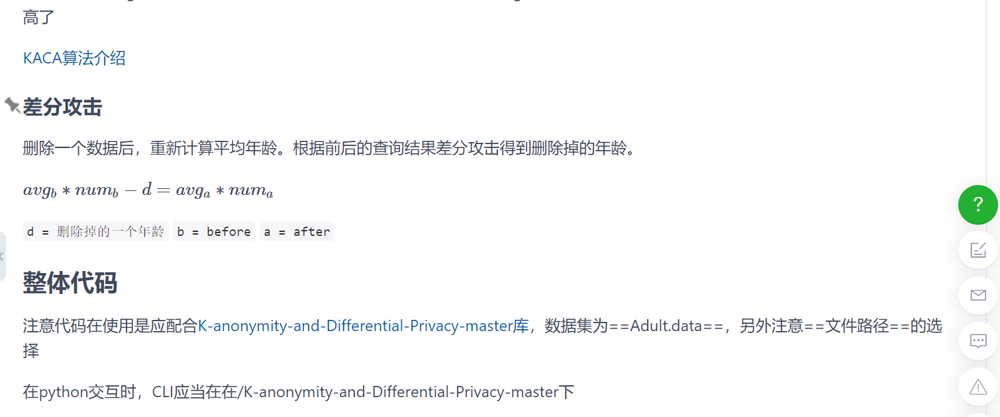 高了
KACA算法介绍
差分攻击
删除一个数据后，重新计算平均年龄。根据前后的查询结果差分攻击得到删除掉的年龄。
avg_b * num_b − d = avg_a * num_a
d = 删除掉的一个年龄 b = before a = after
整体代码
注意代码在使用是应配合K-anonymity-and-Differential-Privacy-master库，数据集为==Adult.data==，另外注意==文件路径==的选
择
在python交互时，CLI应当在在/K-anonymity-and-Differential-Privacy-master下
?